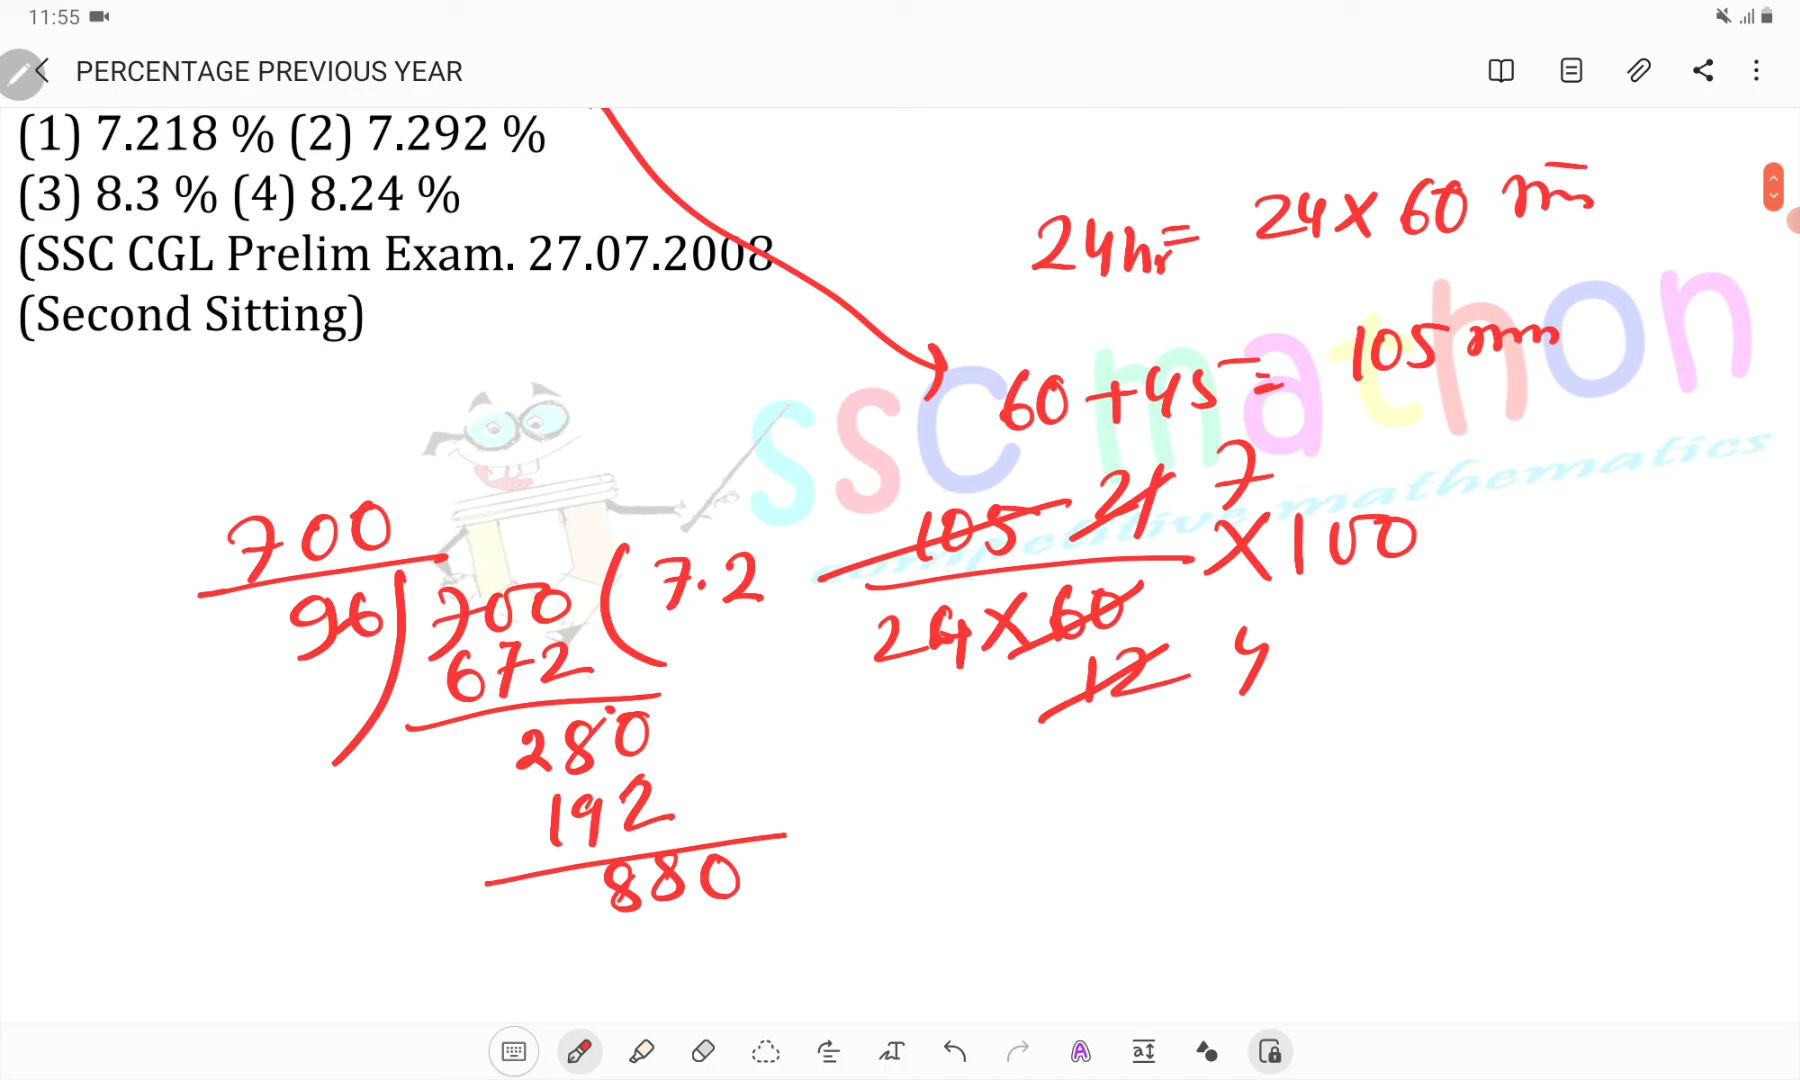 11:55
PERCENTAGE PREVIOUS YEAR
(1) 7.218 % (2) 7.292 %
(3) 8.3 % (4) 8.24 %
(SSC CGL Prelim Exam. 27.07.2008
(Second Sitting)
24hr = 24 X 60 min
60 + 45 = 105 min
SSC mathon
competitive mathematics
105 21 7
X 100
24 X 60
12 4
700
96) 700 ( 7.2
672
280
192
880